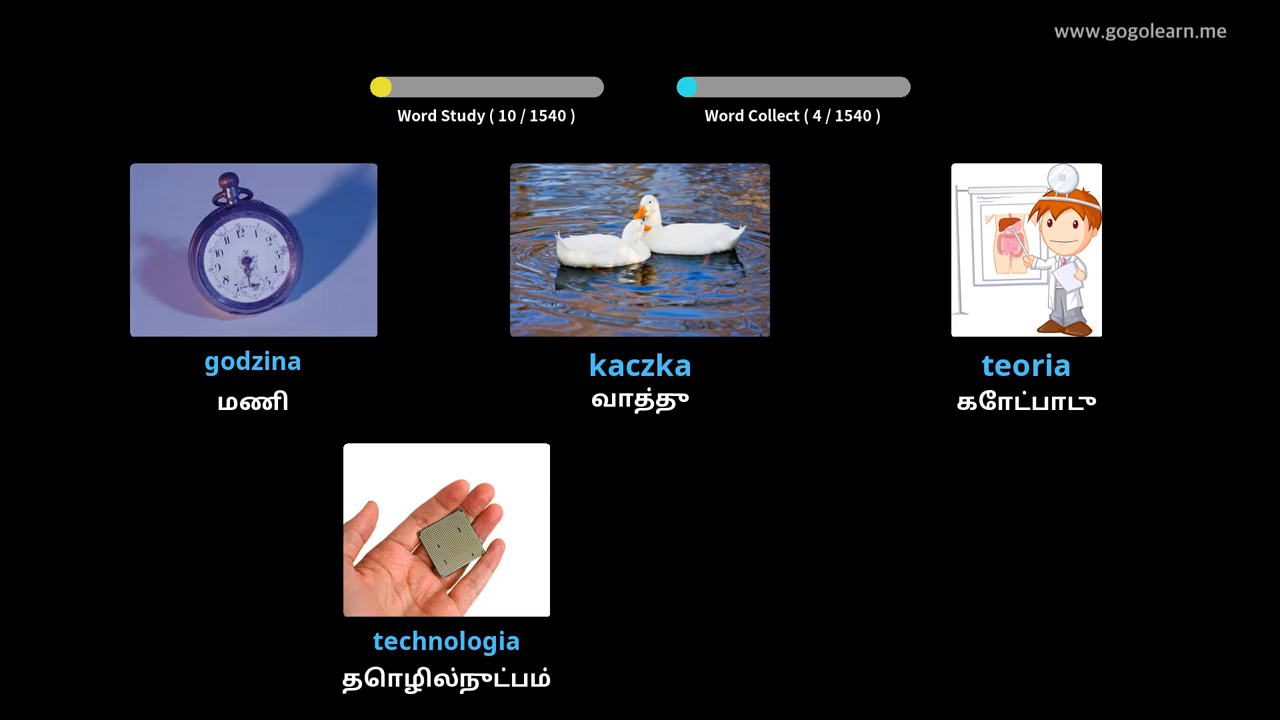 www.gogolearn.me
Word Study ( 10 / 1540 )
Word Collect ( 4 / 1540 )
godzina
மணி
kaczka
வாத்து
teoria
கோட்பாடு
technologia
தொழில்நுட்பம்